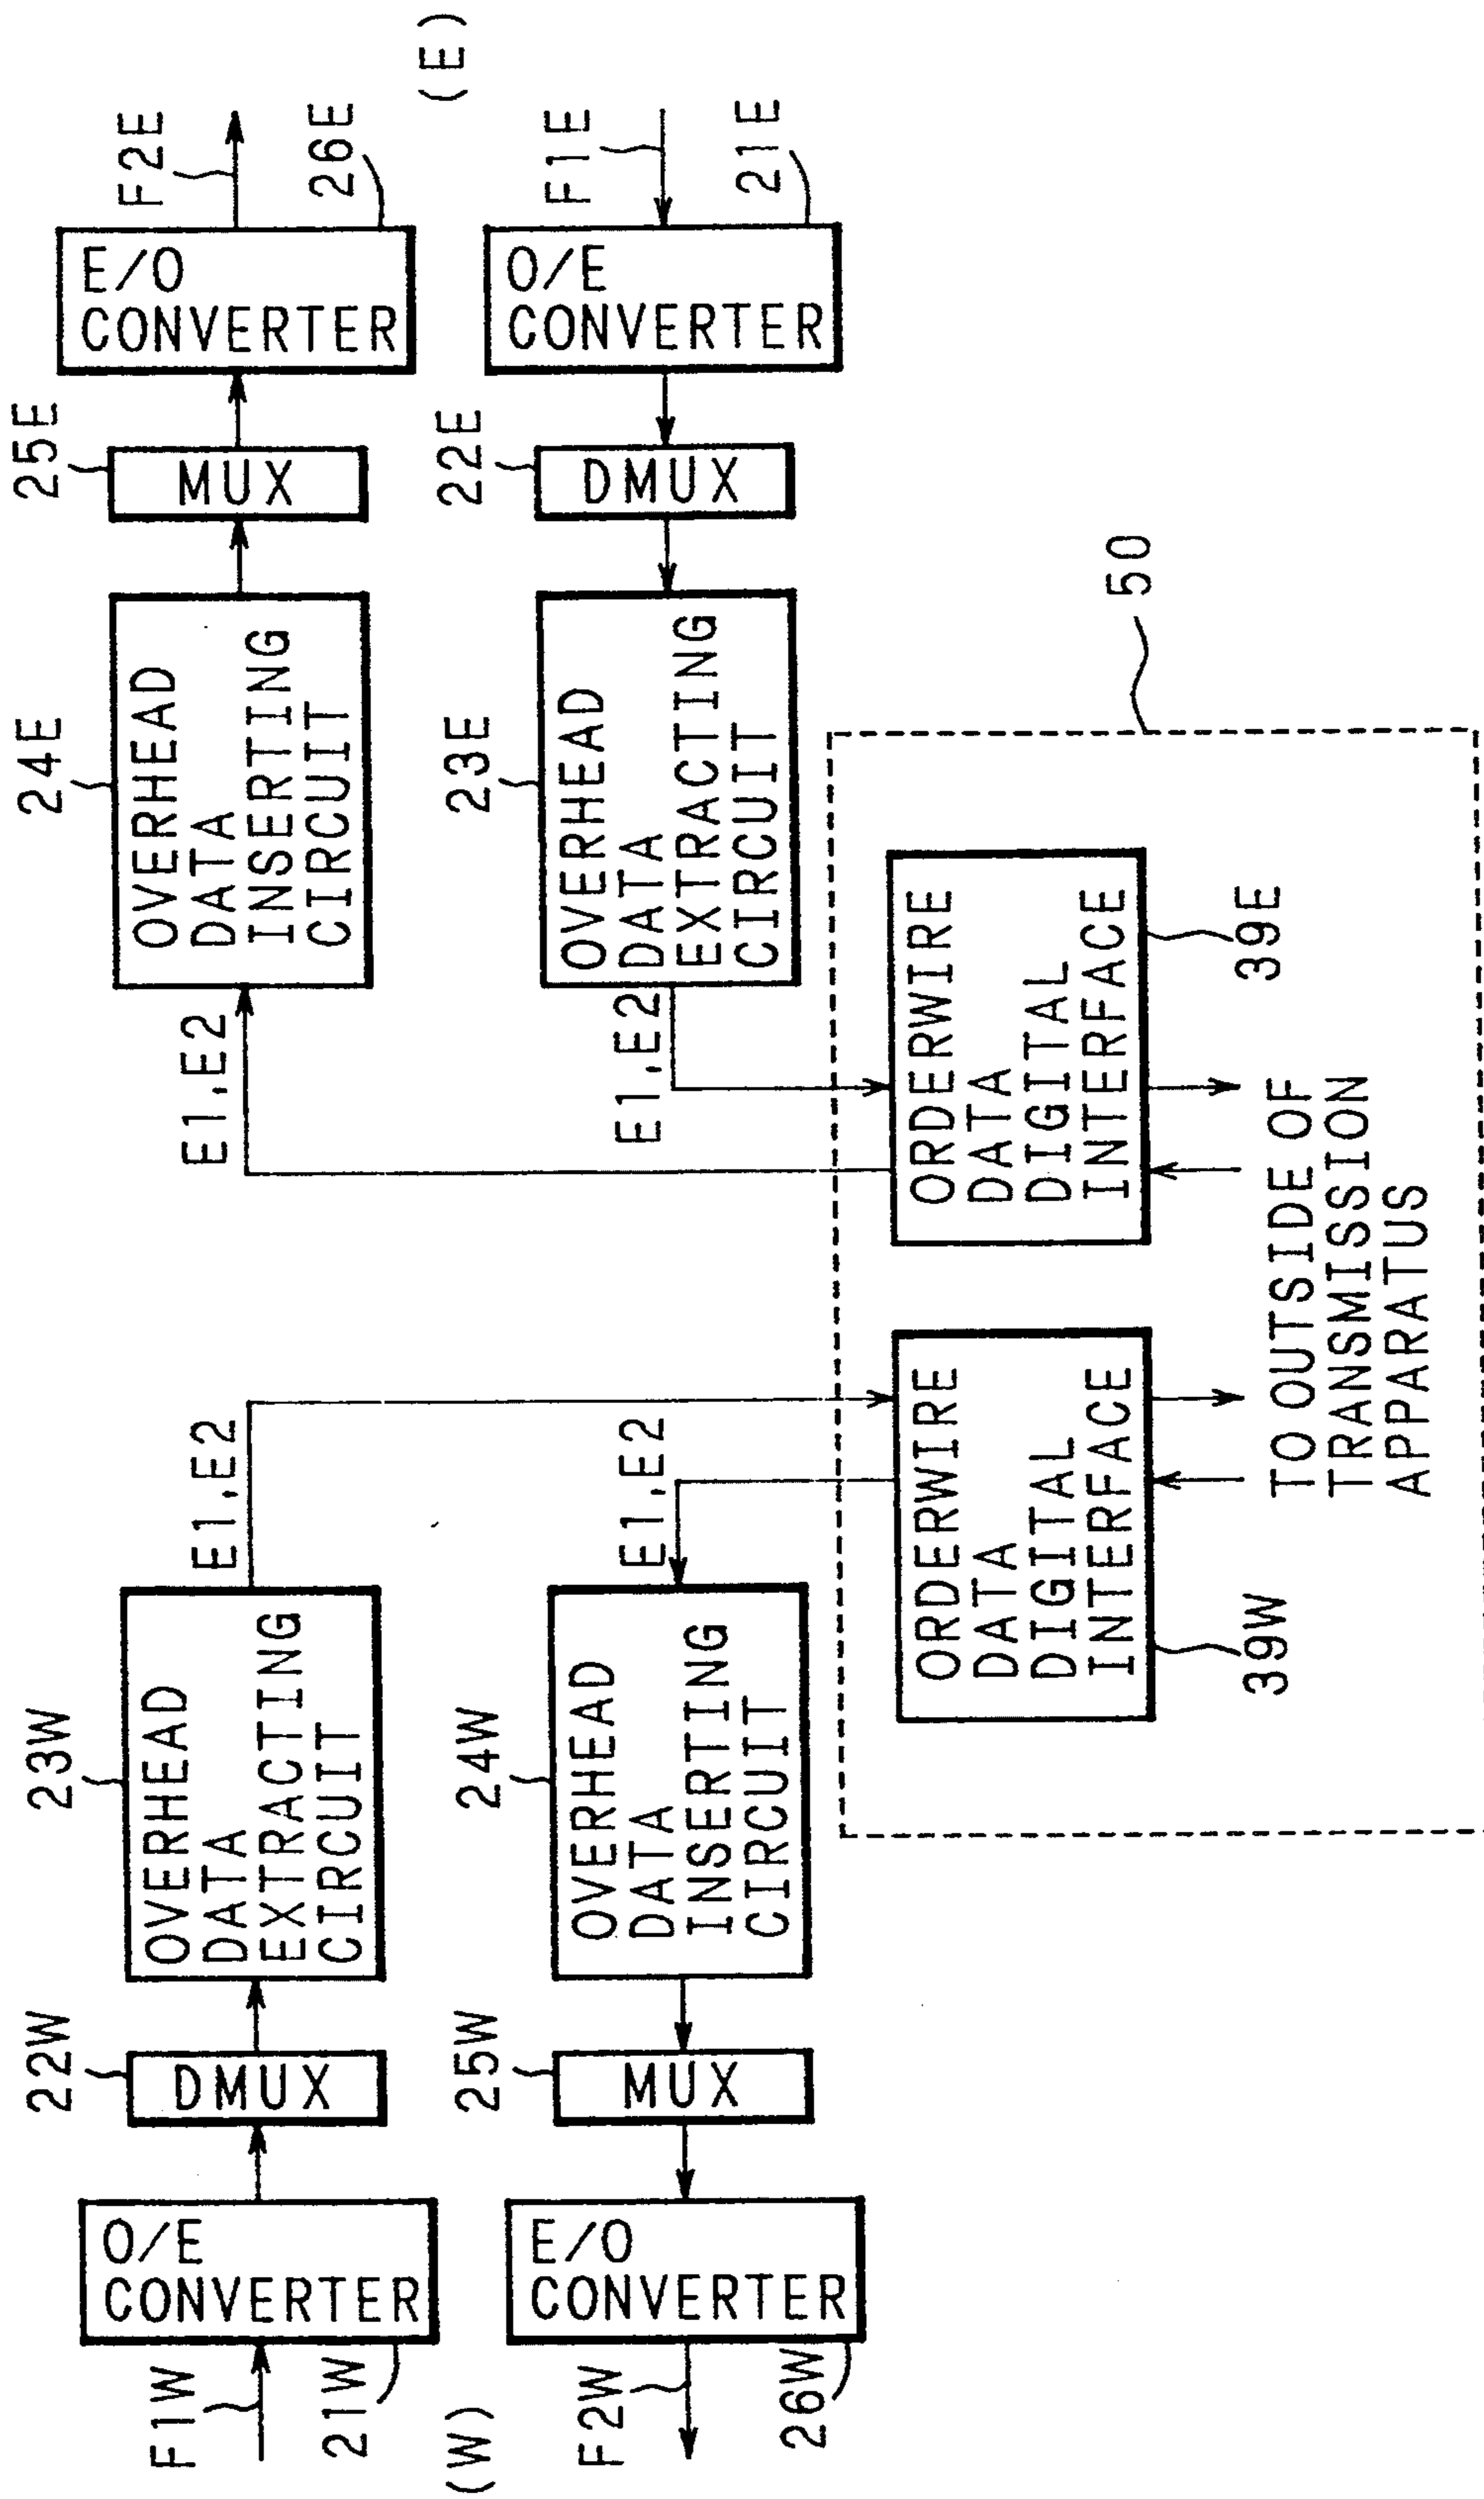 (W)
(E)
F1W
21W
O/E
CONVERTER
22W
DMUX
23W
OVERHEAD
DATA
EXTRACTING
CIRCUIT
E1,E2
E1,E2
24E
OVERHEAD
DATA
INSERTING
CIRCUIT
25E
MUX
E/O
CONVERTER
26E
F2E
F2W
26W
E/O
CONVERTER
25W
MUX
24W
OVERHEAD
DATA
INSERTING
CIRCUIT
E1,E2
E1,E2
23E
OVERHEAD
DATA
EXTRACTING
CIRCUIT
22E
DMUX
O/E
CONVERTER
21E
F1E
50
ORDERWIRE
DATA
DIGITAL
INTERFACE
39W
ORDERWIRE
DATA
DIGITAL
INTERFACE
39E
TO OUTSIDE OF
TRANSMISSION
APPARATUS